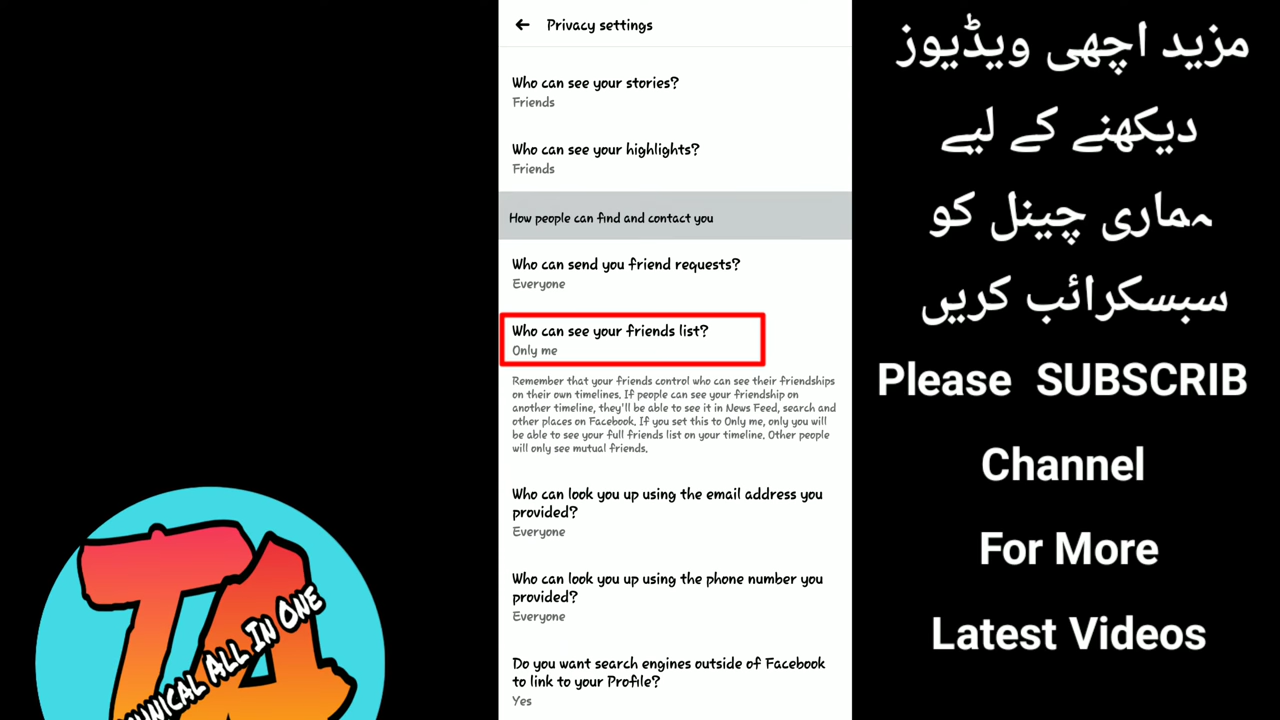 Privacy settings
Who can see your stories?
Friends
Who can see your highlights?
Friends
How people can find and contact you
Who can send you friend requests?
Everyone
Who can see your friends list?
Only me
Remember that your friends control who can see their friendships
on their own timelines. If people can see your friendship on
another timeline, they'll be able to see it in News Feed, search and
other places on Facebook. If you set this to Only me, only you will
be able to see your full friends list on your timeline. Other people
will only see mutual friends.
Who can look you up using the email address you
provided?
Everyone
Who can look you up using the phone number you
provided?
Everyone
Do you want search engines outside of Facebook
to link to your Profile?
Yes
مزید اچھی ویڈیوز
دیکھنے کے لیے
ہماری چینل کو
سبسکرائب کریں
Please SUBSCRIB
Channel
For More
Latest Videos
TA
All In One